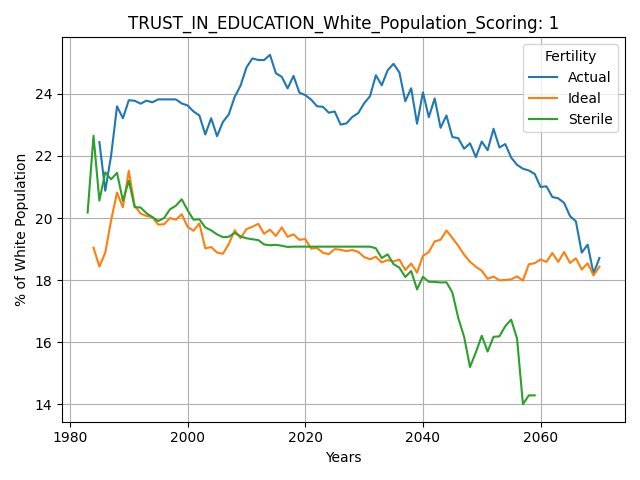 TRUST_IN_EDUCATION_White_Population_Scoring: 1
Fertility
Actual
Ideal
Sterile
% of White Population
24
22
20
18
16
14
1980 2000 2020 2040 2060
Years